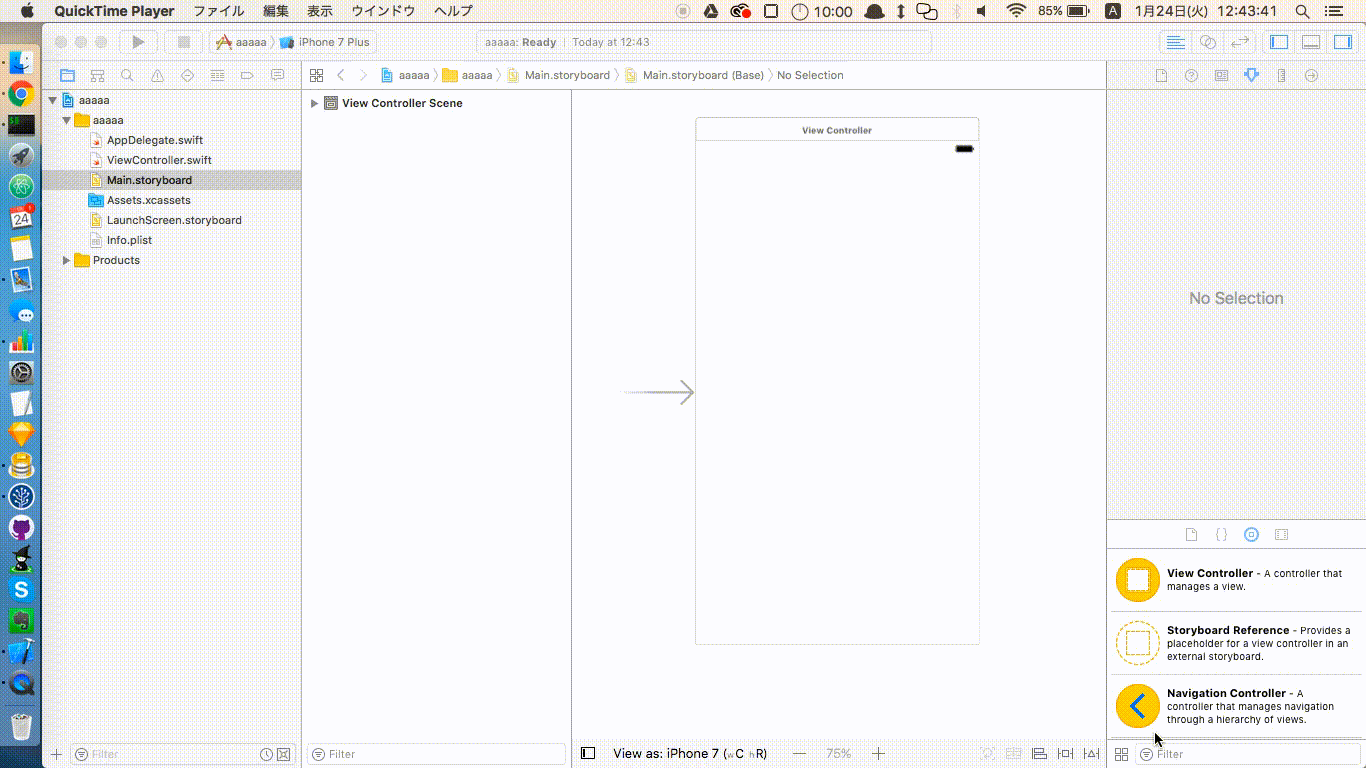 QuickTime Player ファイル 編集 表示 ウインドウ ヘルプ 10:00 85% A 1月24日(火) 12:43:41
aaaaa iPhone 7 Plus aaaaa: Ready Today at 12:43
aaaaa aaaaa Main.storyboard Main.storyboard (Base) No Selection
aaaaa
aaaaa
AppDelegate.swift
ViewController.swift
Main.storyboard
Assets.xcassets
LaunchScreen.storyboard
Info.plist
Products
View Controller Scene
View Controller
No Selection
24
S
View Controller - A controller that
manages a view.
Storyboard Reference - Provides a
placeholder for a view controller in an
external storyboard.
Navigation Controller - A
controller that manages navigation
through a hierarchy of views.
Filter
Filter
View as: iPhone 7 (wC hR) 75%
Filter